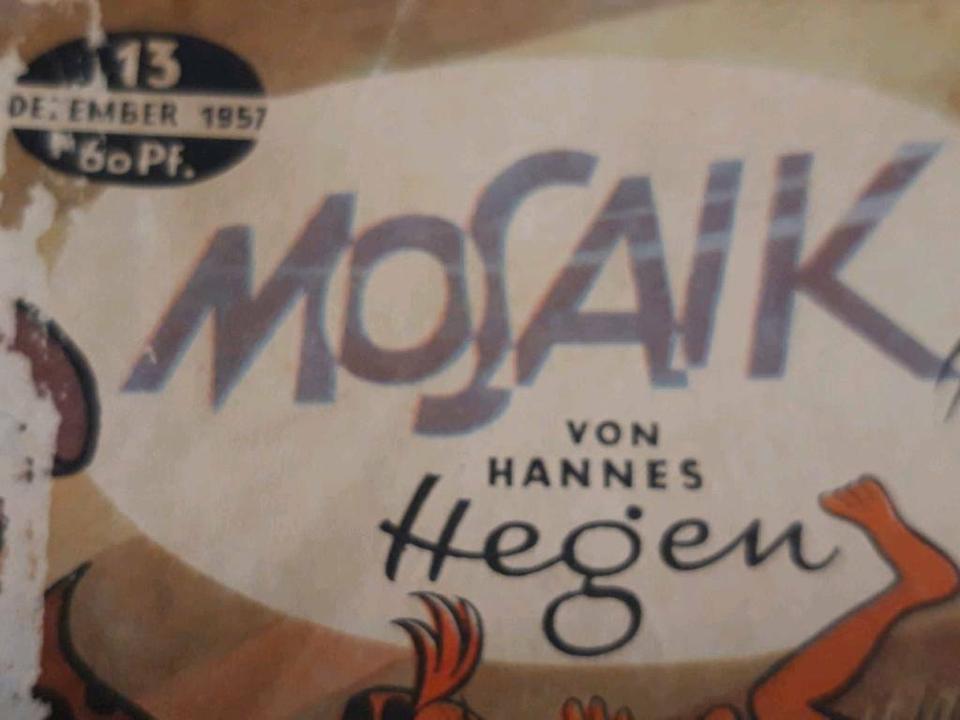 13
DEZEMBER 1957
60 Pf.
MOSAIK
VON
HANNES
Hegen